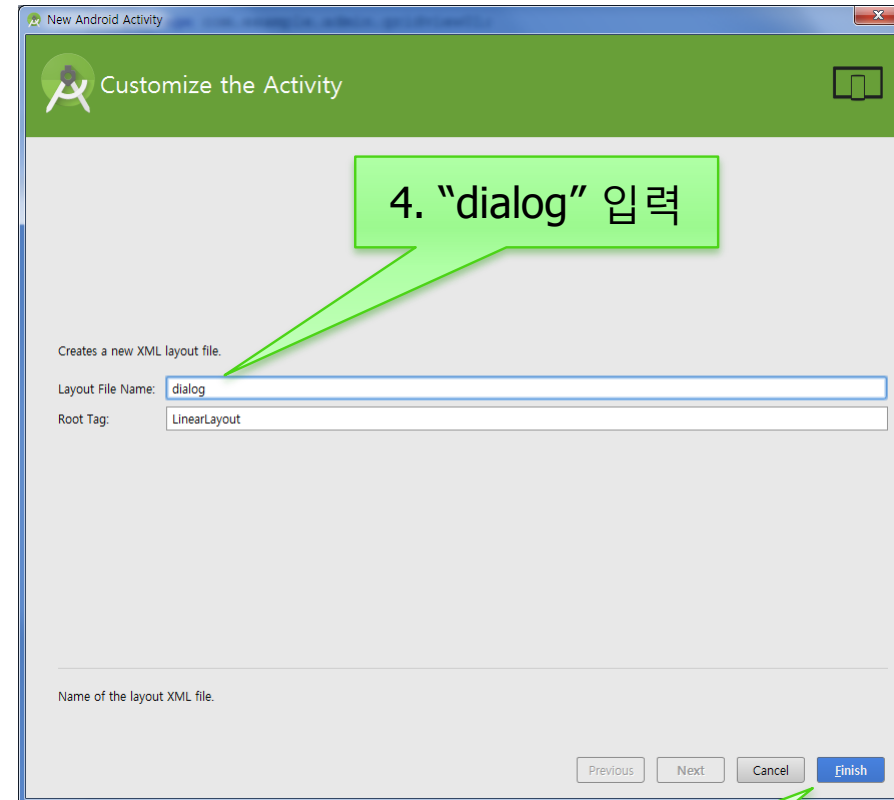 New Android Activity
Customize the Activity
4. “dialog” 입력
Creates a new XML layout file.
Layout File Name: dialog
Root Tag: LinearLayout
Name of the layout XML file.
Previous Next Cancel Finish